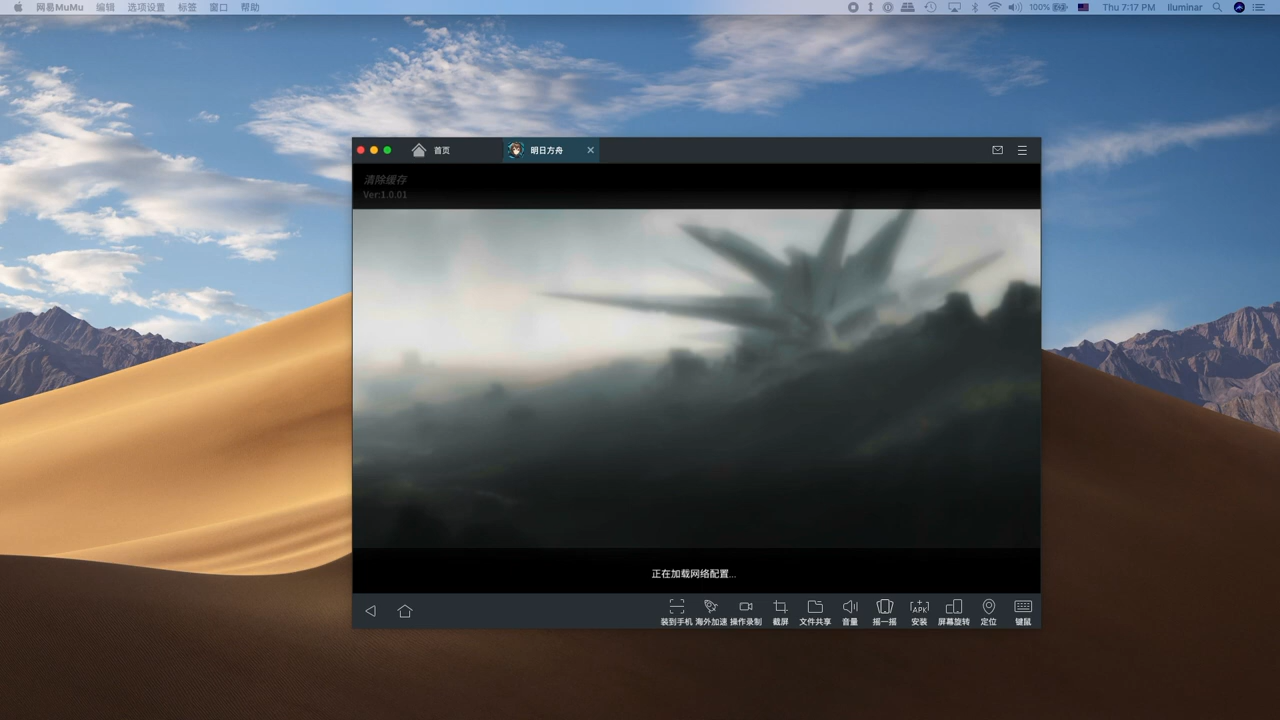 网易MuMu 编辑 选项设置 标签 窗口 帮助 100% Thu 7:17 PM Iluminar
首页 明日方舟
清除缓存
Ver:1.0.01
正在加载网络配置...
装到手机 海外加速 操作录制 截屏 文件共享 音量 摇一摇 安装 屏幕旋转 定位 键鼠